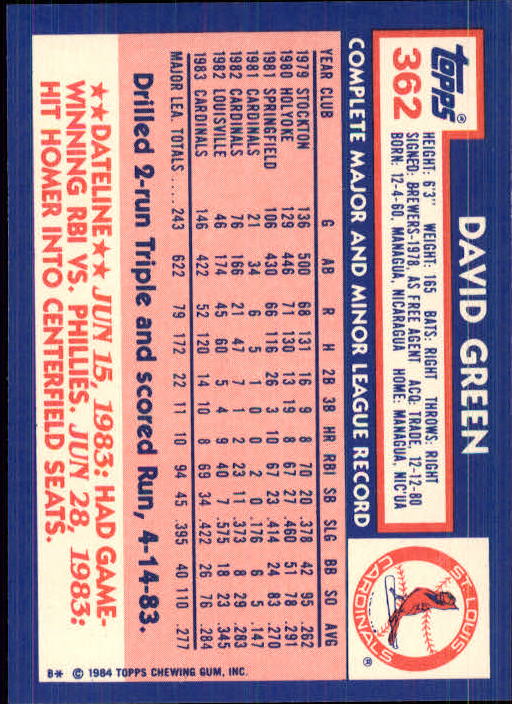 topps®
362
DAVID GREEN
HEIGHT: 6'3" WEIGHT: 165 BATS: RIGHT THROWS: RIGHT
SIGNED: BREWERS-1978, AS FREE AGENT ACQ: TRADE, 12-12-80
BORN: 12-4-60, MANAGUA, NICARAGUA HOME: MANAGUA, NIC'UA
ST. LOUIS
CARDINALS
®
COMPLETE MAJOR AND MINOR LEAGUE RECORD
YEAR CLUB G AB R H 2B 3B HR RBI SB SLG BB SO AVG
1979 STOCKTON 136 500 68 131 16 9 8 70 20 .378 42 95 .262
1980 HOLYOKE 129 446 71 130 13 19 8 67 27 .460 51 78 .291
1981 SPRINGFIELD 106 430 66 116 26 3 10 67 23 .414 24 83 .270
1981 CARDINALS 21 34 6 5 1 0 0 2 0 .176 6 5 .147
1982 CARDINALS 76 166 21 47 7 1 2 23 11 .373 8 29 .283
1982 LOUISVILLE 46 174 45 60 5 4 9 40 7 .575 18 23 .345
1983 CARDINALS 146 422 52 120 14 10 8 69 34 .422 26 76 .284
MAJOR LEA. TOTALS ..... 243 622 79 172 22 11 10 94 45 .395 40 110 .277
Drilled 2-run Triple and scored Run, 4-14-83.
★★DATELINE★★ JUN 15, 1983: HAD GAME-
WINNING RBI VS. PHILLIES. JUN 28, 1983:
HIT HOMER INTO CENTERFIELD SEATS.
B* © 1984 TOPPS CHEWING GUM, INC.